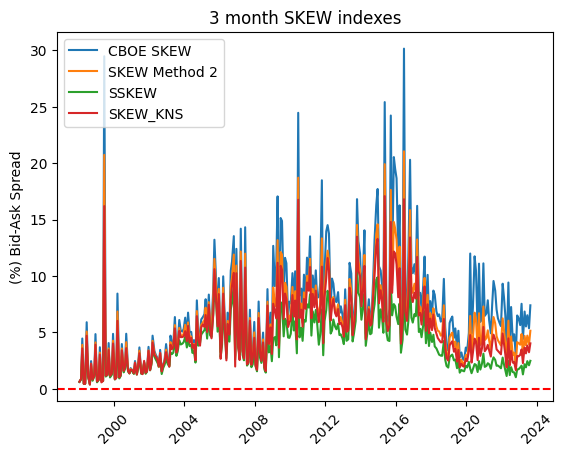 3 month SKEW indexes
CBOE SKEW
SKEW Method 2
SSKEW
SKEW_KNS
(%) Bid-Ask Spread
30
25
20
15
10
5
0
2000
2004
2008
2012
2016
2020
2024